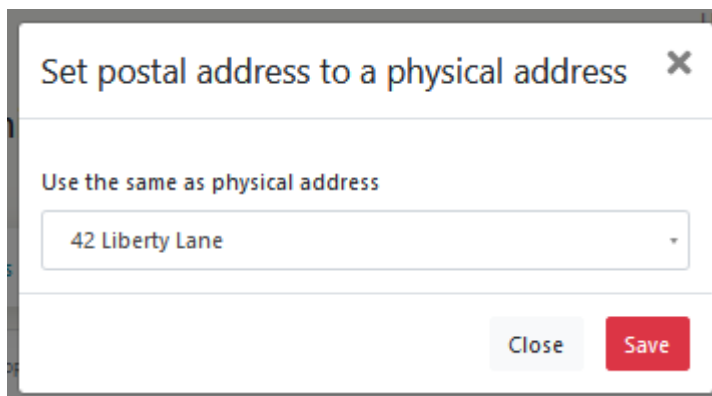 Set postal address to a physical address
Use the same as physical address
42 Liberty Lane
Close
Save